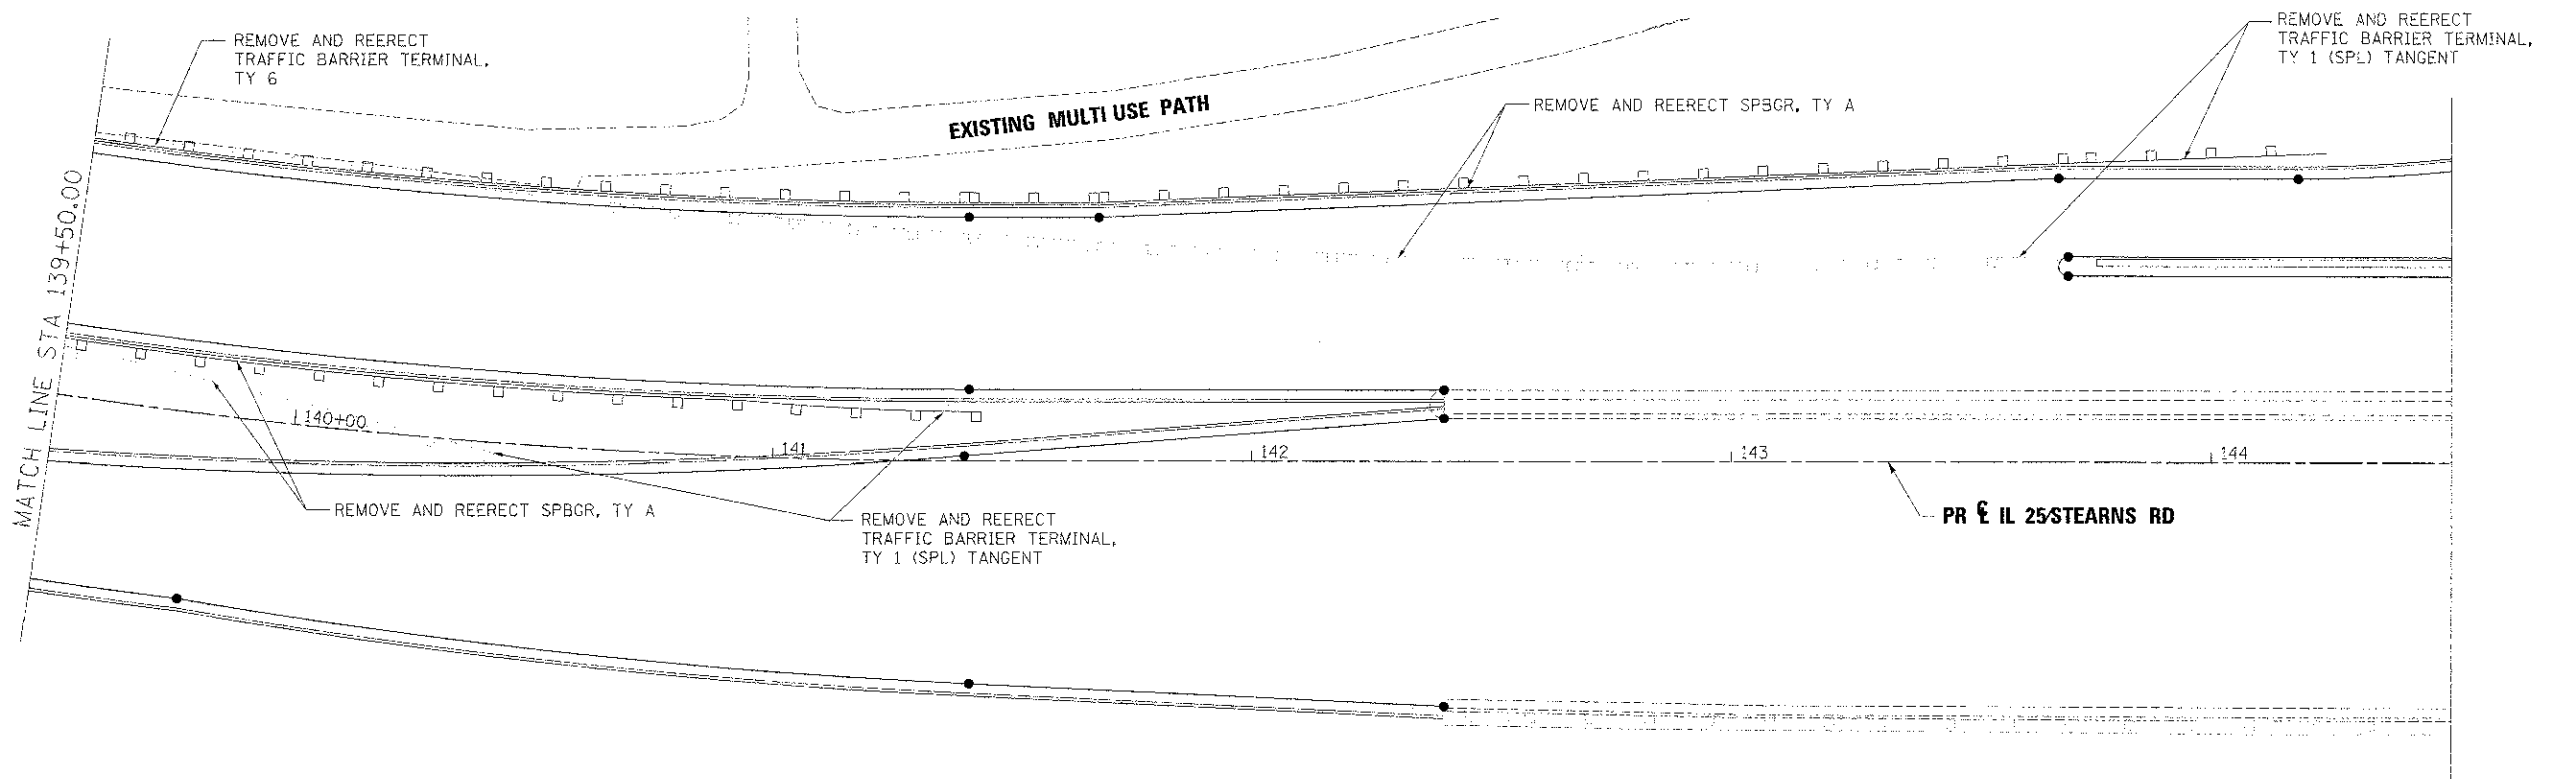 REMOVE AND REERECT
TRAFFIC BARRIER TERMINAL,
TY 6
REMOVE AND REERECT
TRAFFIC BARRIER TERMINAL,
TY 1 (SPL) TANGENT
EXISTING MULTI USE PATH
REMOVE AND REERECT SPBGR, TY A
MATCH LINE STA 139+50.00
140+00
141
142
143
144
REMOVE AND REERECT SPBGR, TY A
REMOVE AND REERECT
TRAFFIC BARRIER TERMINAL,
TY 1 (SPL) TANGENT
PR ℄ IL 25/STEARNS RD